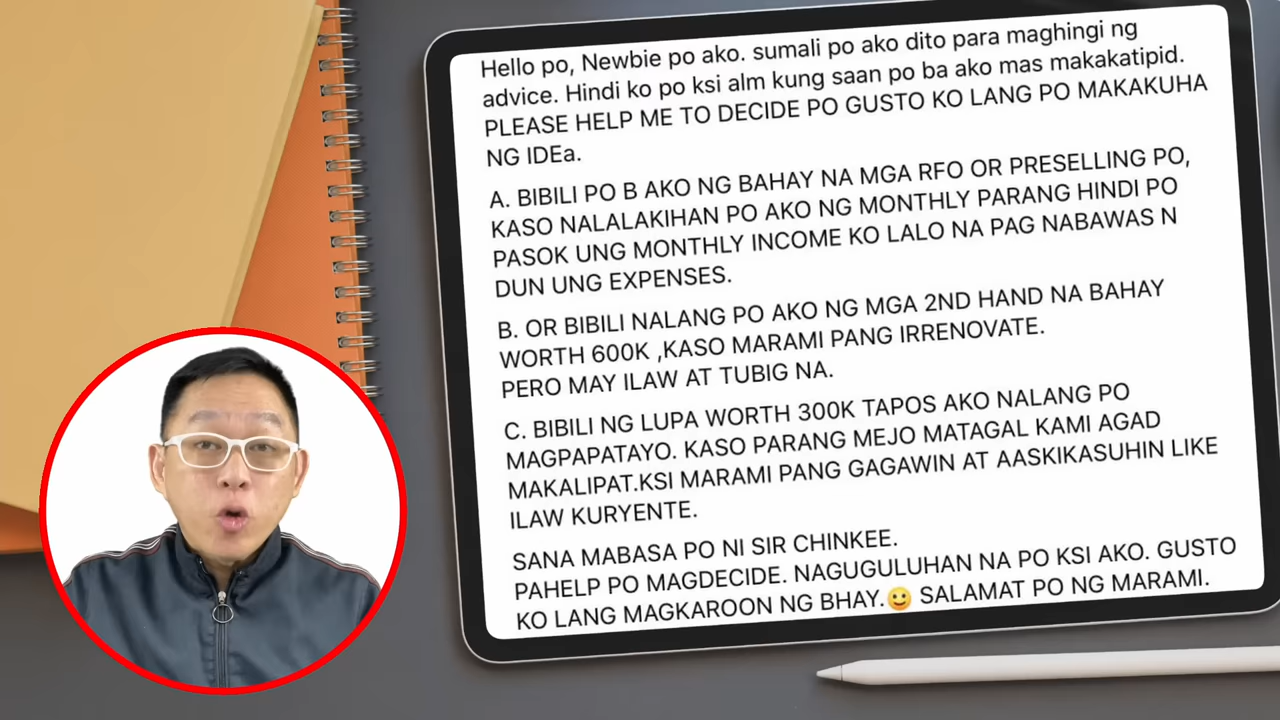 Hello po, Newbie po ako. sumali po ako dito para maghingi ng
advice. Hindi ko po ksi alm kung saan po ba ako mas makakatipid.
PLEASE HELP ME TO DECIDE PO GUSTO KO LANG PO MAKAKUHA
NG IDEa.
A. BIBILI PO B AKO NG BAHAY NA MGA RFO OR PRESELLING PO,
KASO NALALAKIHAN PO AKO NG MONTHLY PARANG HINDI PO
PASOK UNG MONTHLY INCOME KO LALO NA PAG NABAWAS N
DUN UNG EXPENSES.
B. OR BIBILI NALANG PO AKO NG MGA 2ND HAND NA BAHAY
WORTH 600K ,KASO MARAMI PANG IRRENOVATE.
PERO MAY ILAW AT TUBIG NA.
C. BIBILI NG LUPA WORTH 300K TAPOS AKO NALANG PO
MAGPAPATAYO. KASO PARANG MEJO MATAGAL KAMI AGAD
MAKALIPAT.KSI MARAMI PANG GAGAWIN AT AASKIKASUHIN LIKE
ILAW KURYENTE.
SANA MABASA PO NI SIR CHINKEE.
PAHELP PO MAGDECIDE. NAGUGULUHAN NA PO KSI AKO. GUSTO
KO LANG MAGKAROON NG BHAY.🙂 SALAMAT PO NG MARAMI.